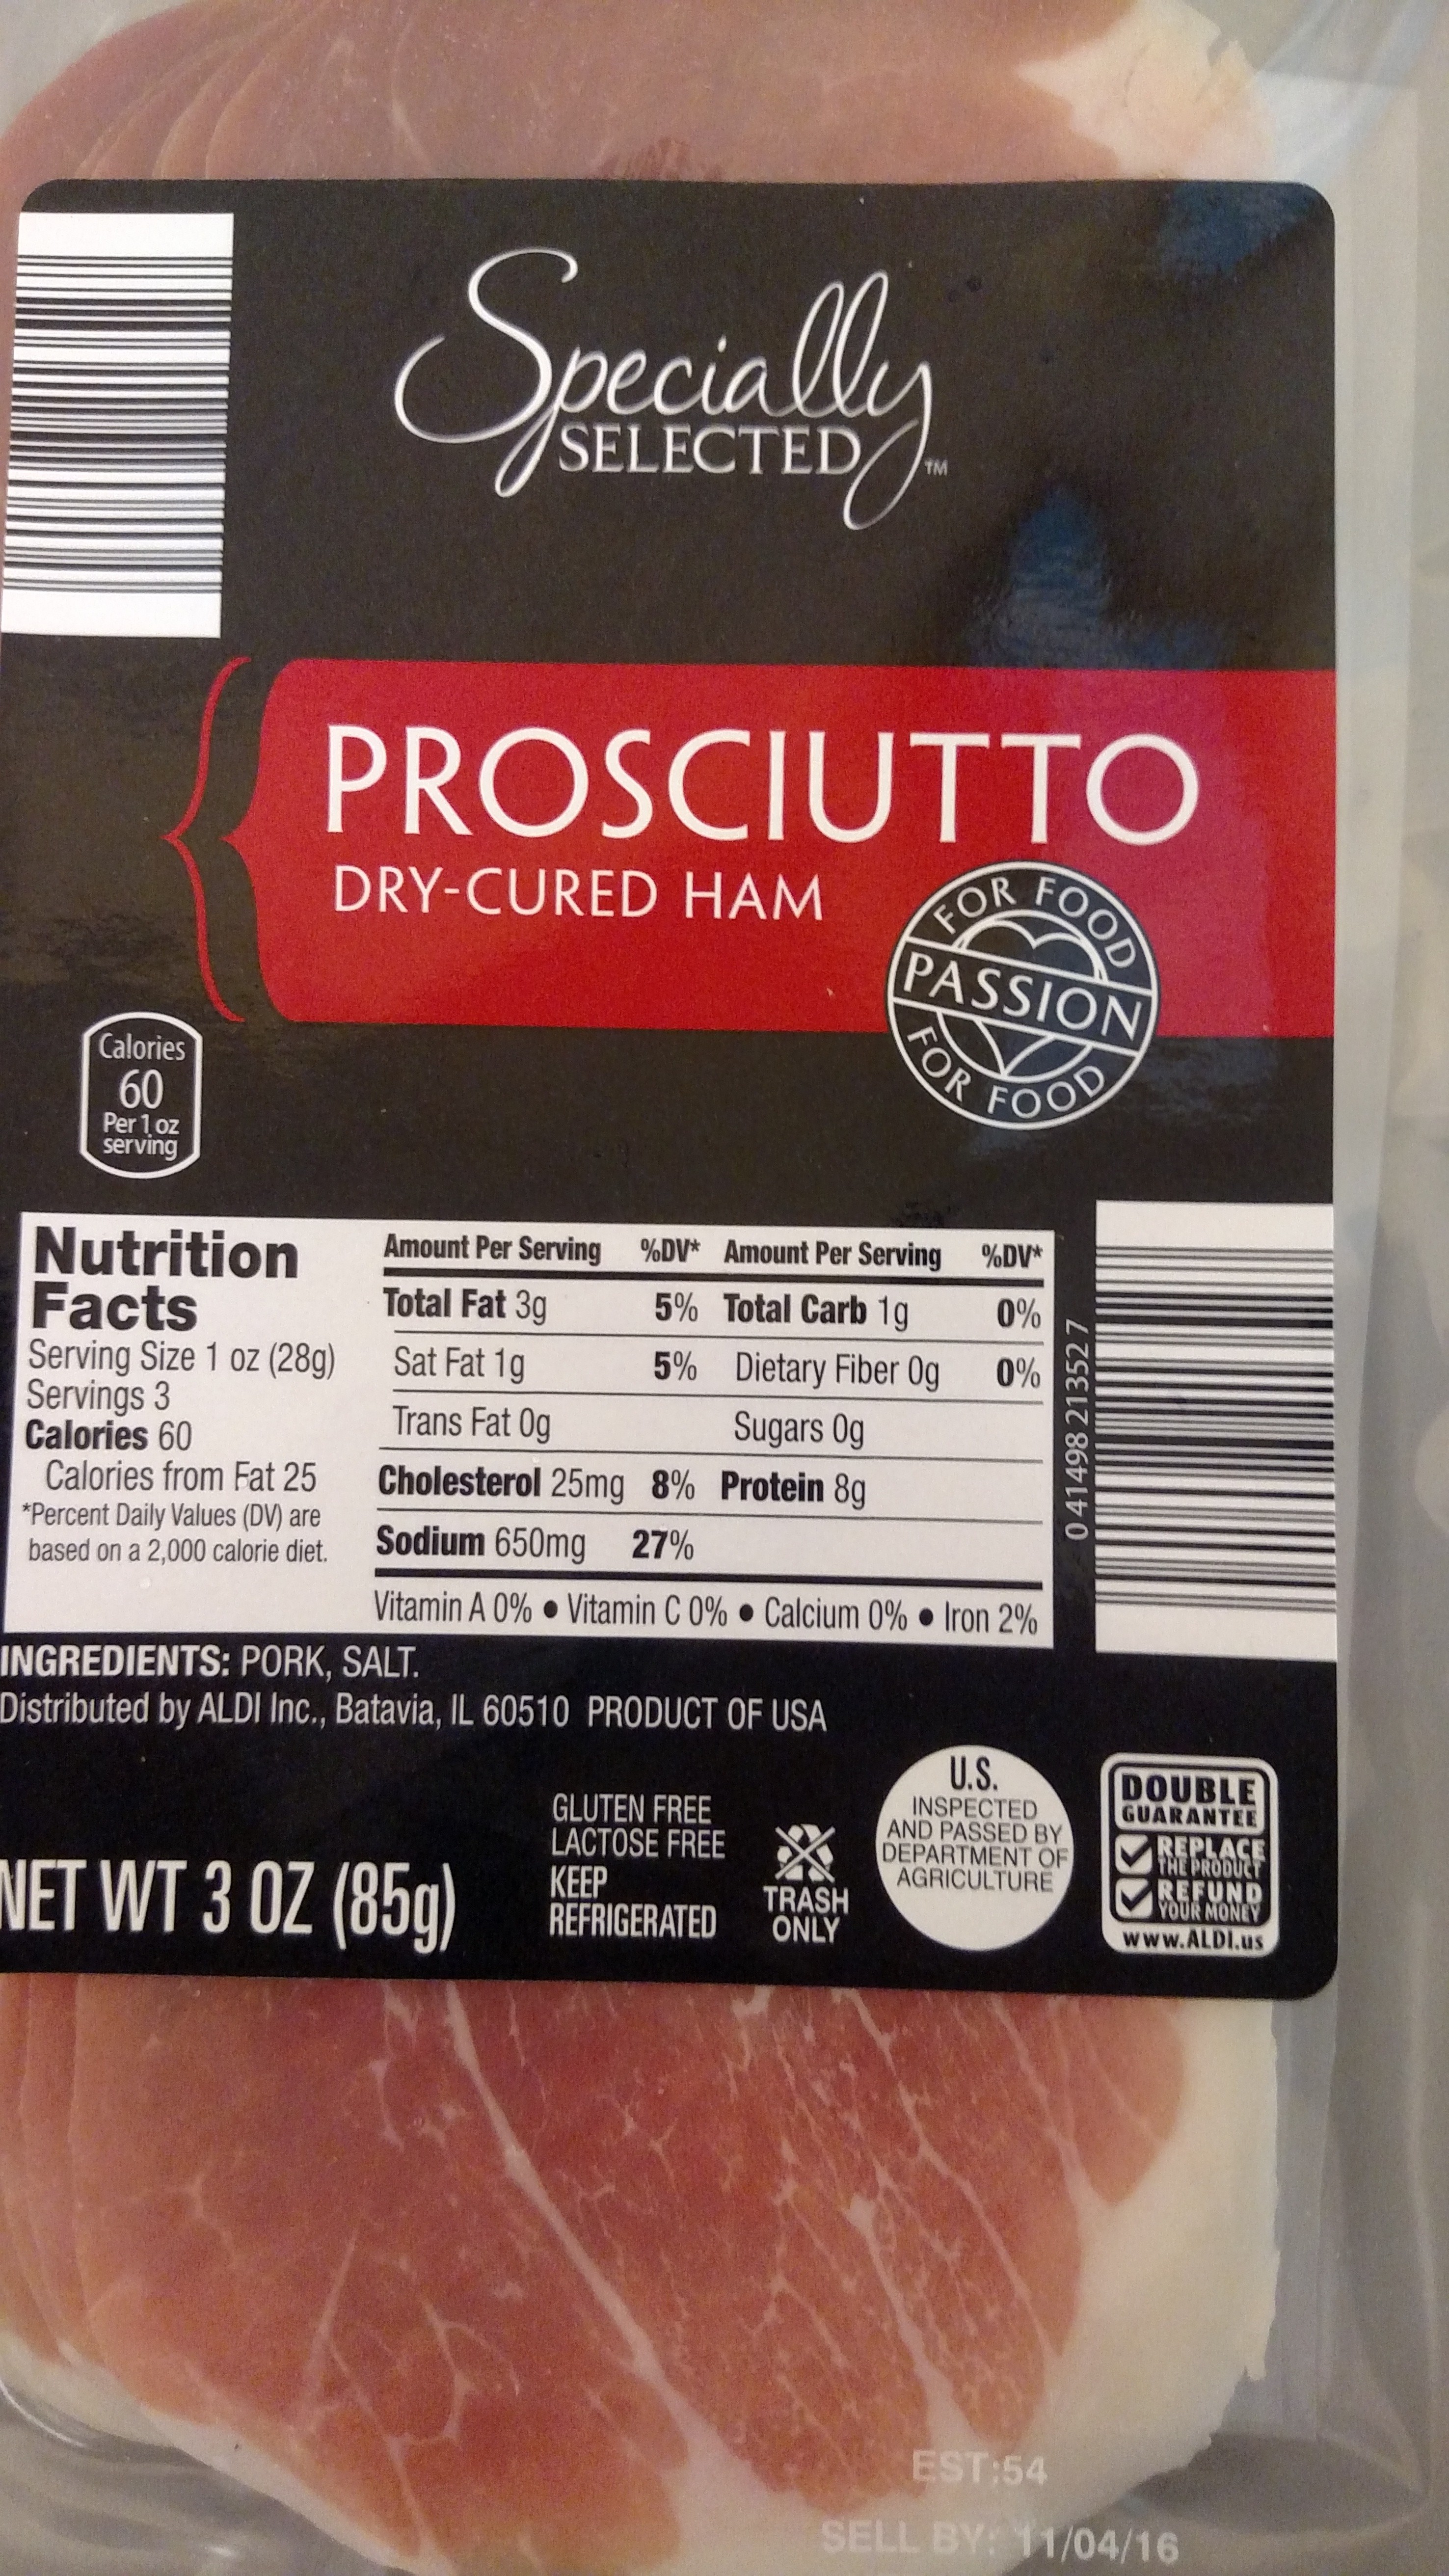 Specially
SELECTED™
PROSCIUTTO
DRY-CURED HAM
FOR FOOD
PASSION
FOR FOOD
Calories
60
Per 1 oz
serving
Nutrition
Facts
Serving Size 1 oz (28g)
Servings 3
Calories 60
Calories from Fat 25
*Percent Daily Values (DV) are
based on a 2,000 calorie diet.
Amount Per Serving %DV* Amount Per Serving %DV*
Total Fat 3g 5% Total Carb 1g 0%
Sat Fat 1g 5% Dietary Fiber 0g 0%
Trans Fat 0g Sugars 0g
Cholesterol 25mg 8% Protein 8g
Sodium 650mg 27%
Vitamin A 0% ● Vitamin C 0% ● Calcium 0% ● Iron 2%
0 41498 21352 7
INGREDIENTS: PORK, SALT.
Distributed by ALDI Inc., Batavia, IL 60510 PRODUCT OF USA
NET WT 3 OZ (85g)
GLUTEN FREE
LACTOSE FREE
KEEP
REFRIGERATED
TRASH
ONLY
U.S.
INSPECTED
AND PASSED BY
DEPARTMENT OF
AGRICULTURE
DOUBLE
GUARANTEE
REPLACE
THE PRODUCT
REFUND
YOUR MONEY
www.ALDI.us
EST:54
SELL BY: 11/04/16